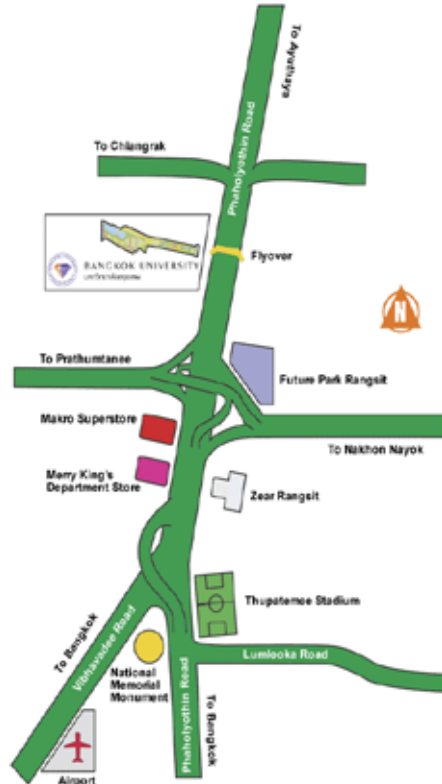 To Ayuthaya
Phaholyothin Road
To Chiangrak
BANGKOK UNIVERSITY
Flyover
N
To Prathumtanee
Future Park Rangsit
Makro Superstore
To Nakhon Nayok
Merry King's
Department Store
Zear Rangsit
Thupatemee Stadium
To Bangkok
Vibhavadee Road
Lumlooka Road
National
Memorial
Monument
Phaholyothin Road
To Bangkok
Airport